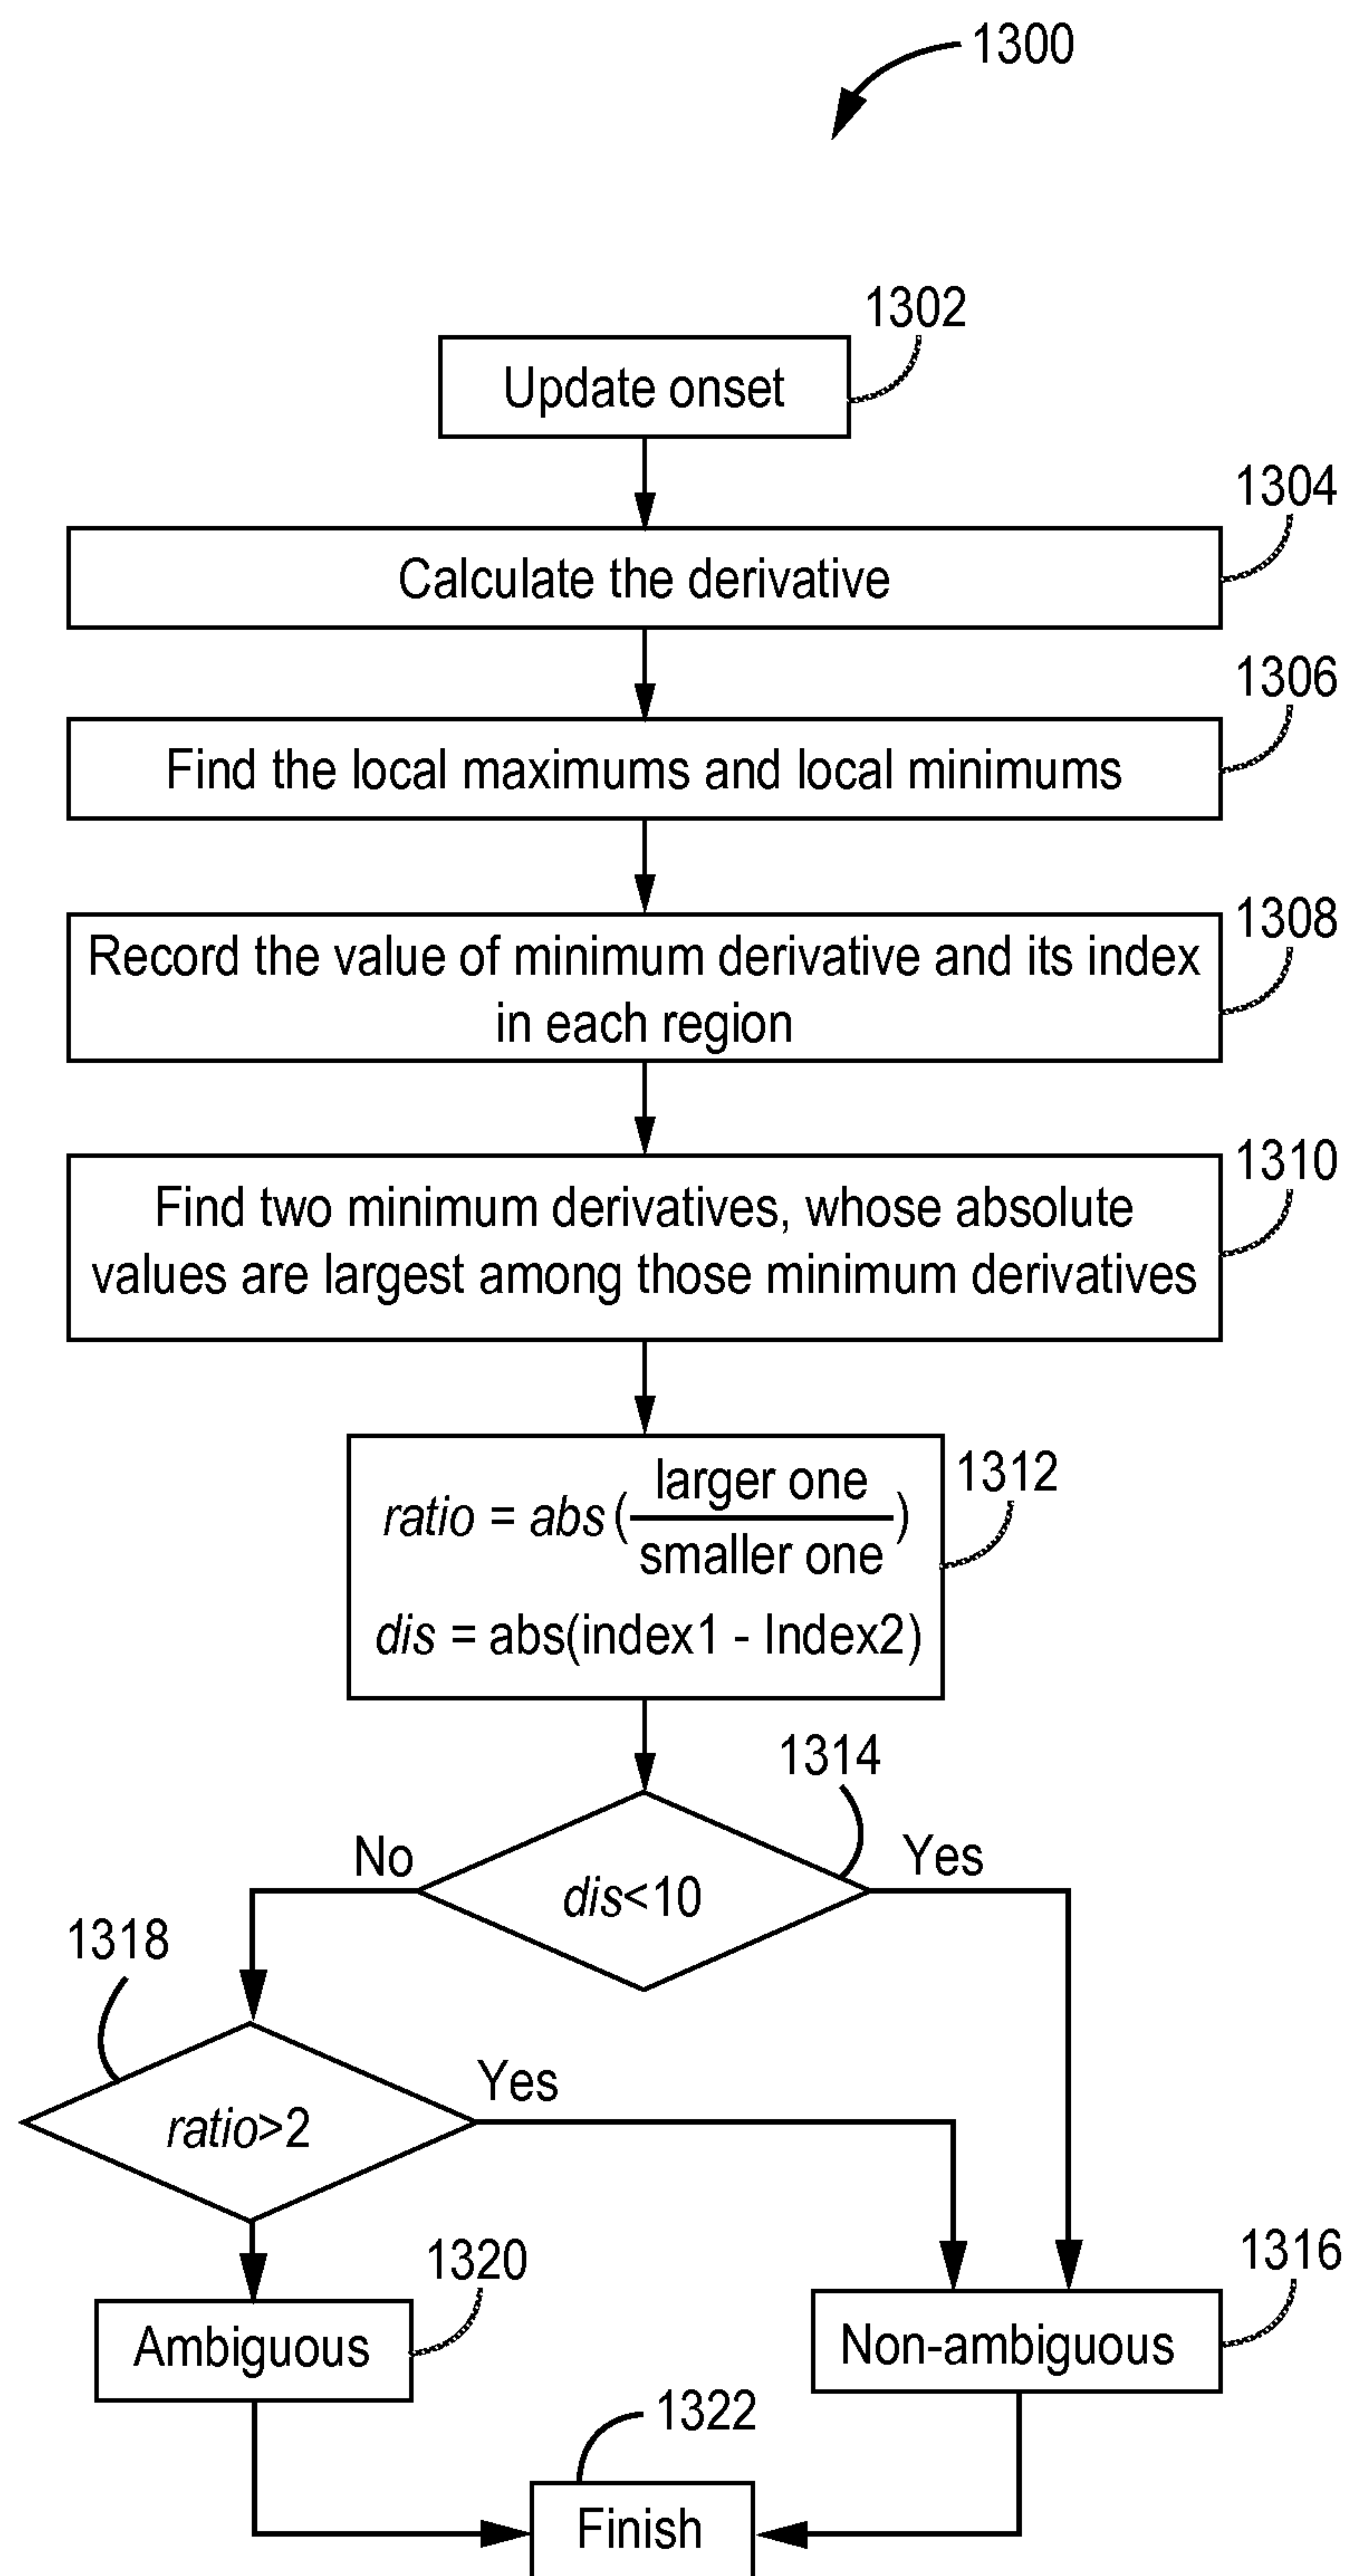 1300
1302
Update onset
1304
Calculate the derivative
1306
Find the local maximums and local minimums
1308
Record the value of minimum derivative and its index
in each region
1310
Find two minimum derivatives, whose absolute
values are largest among those minimum derivatives
1312
ratio = abs(larger one/smaller one)
dis = abs(index1 - Index2)
1314
No
Yes
dis<10
1318
Yes
ratio>2
1320
1316
Ambiguous
Non-ambiguous
1322
Finish